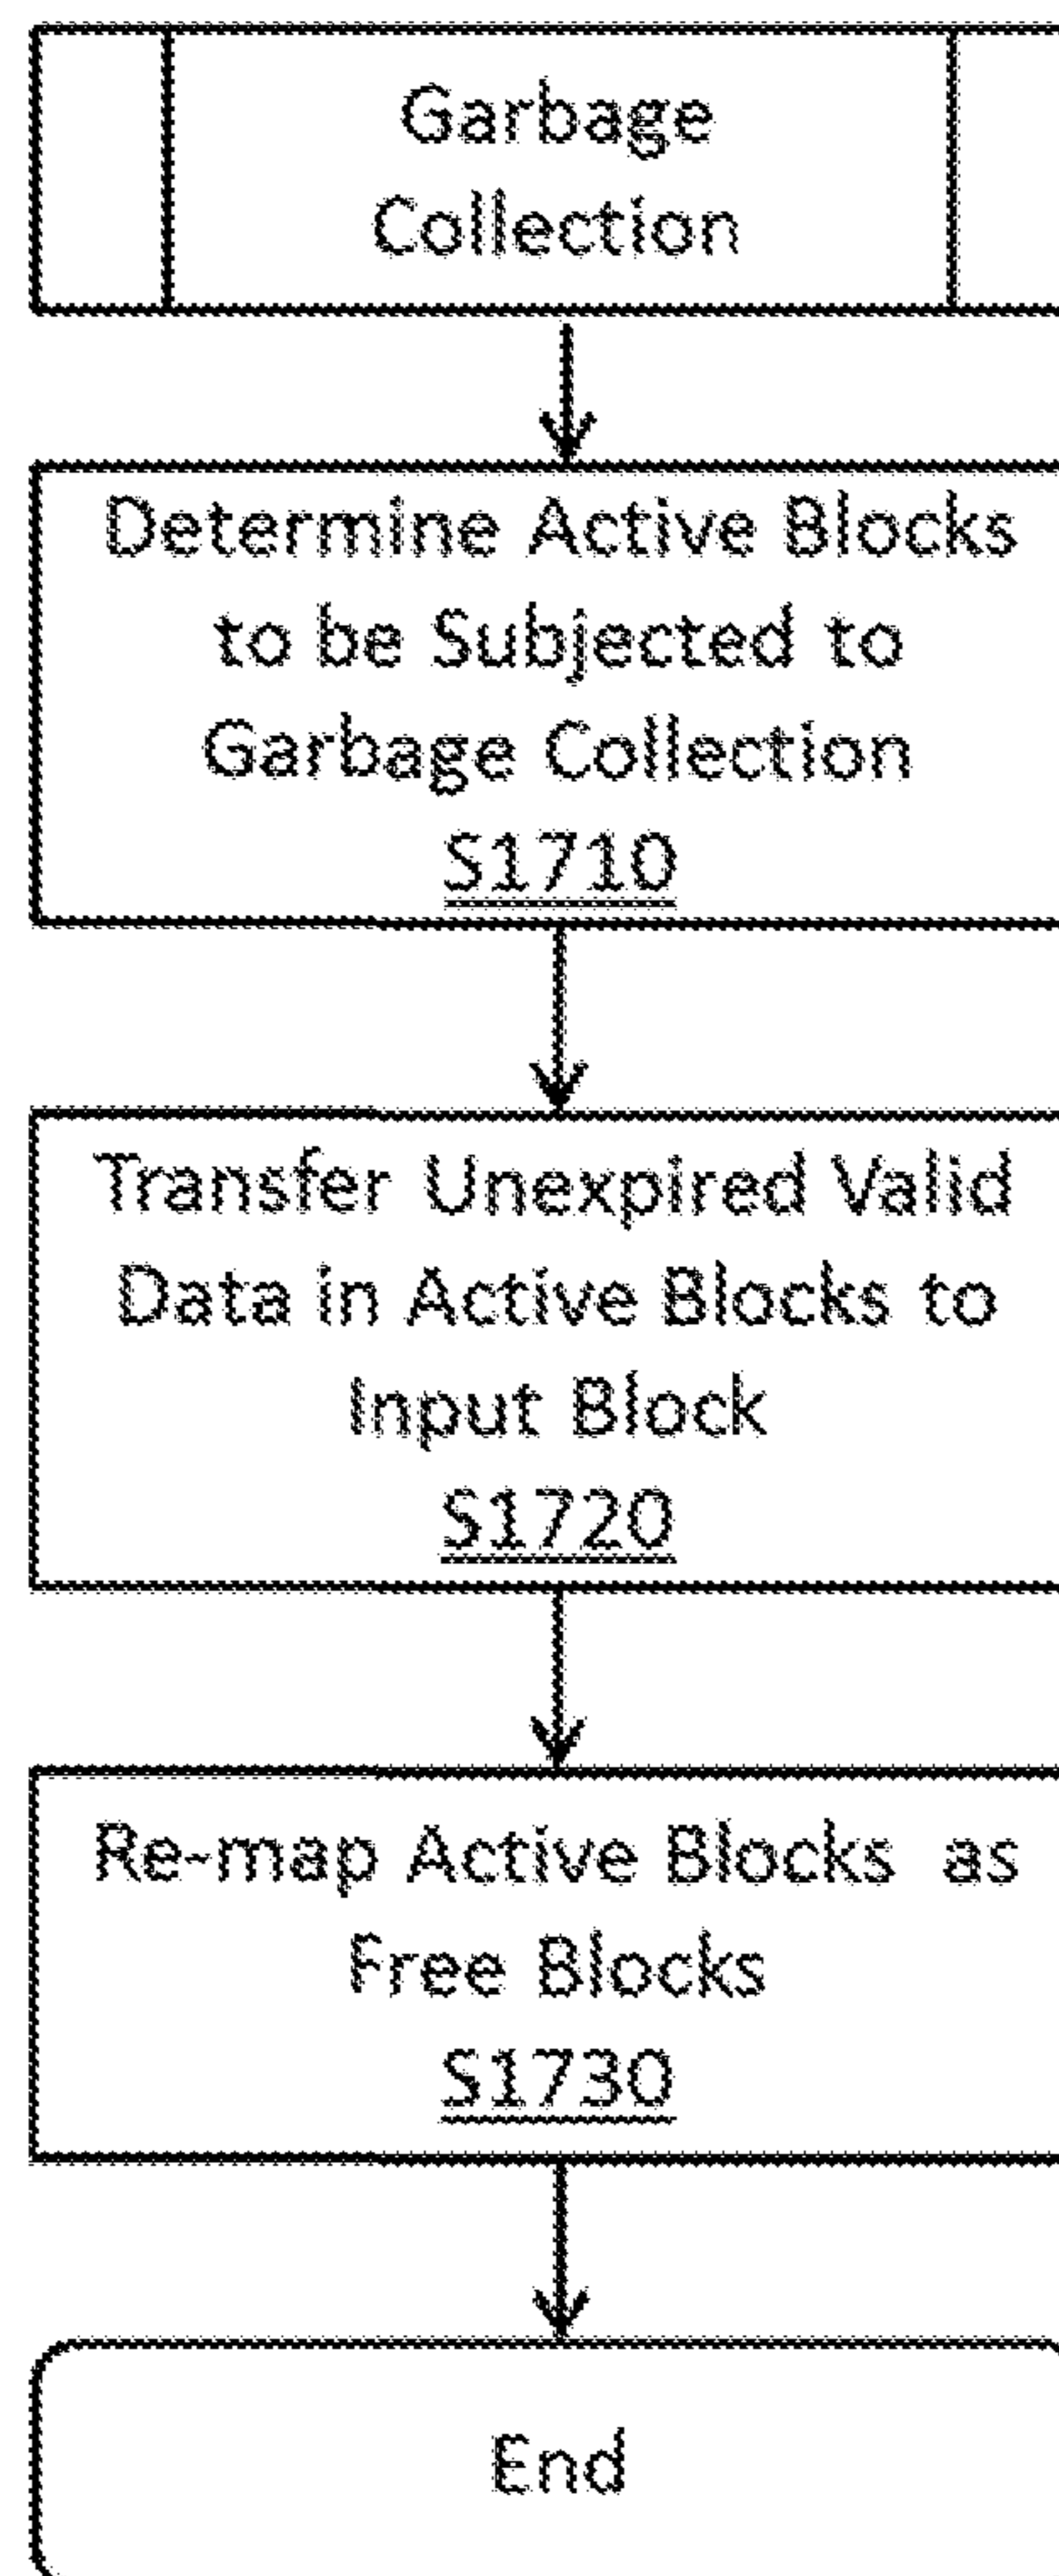 Garbage
Collection
Determine Active Blocks
to be Subjected to
Garbage Collection
S1710
Transfer Unexpired Valid
Data in Active Blocks to
Input Block
S1720
Re-map Active Blocks as
Free Blocks
S1730
End